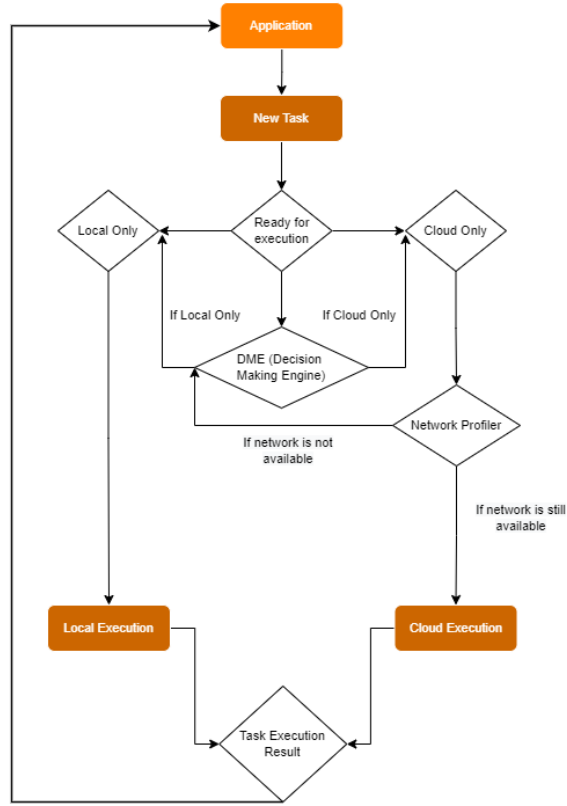 Application
New Task
Ready for
execution
Local Only
Cloud Only
If Local Only
If Cloud Only
DME (Decision
Making Engine)
Network Profiler
If network is not
available
If network is still
available
Local Execution
Cloud Execution
Task Execution
Result